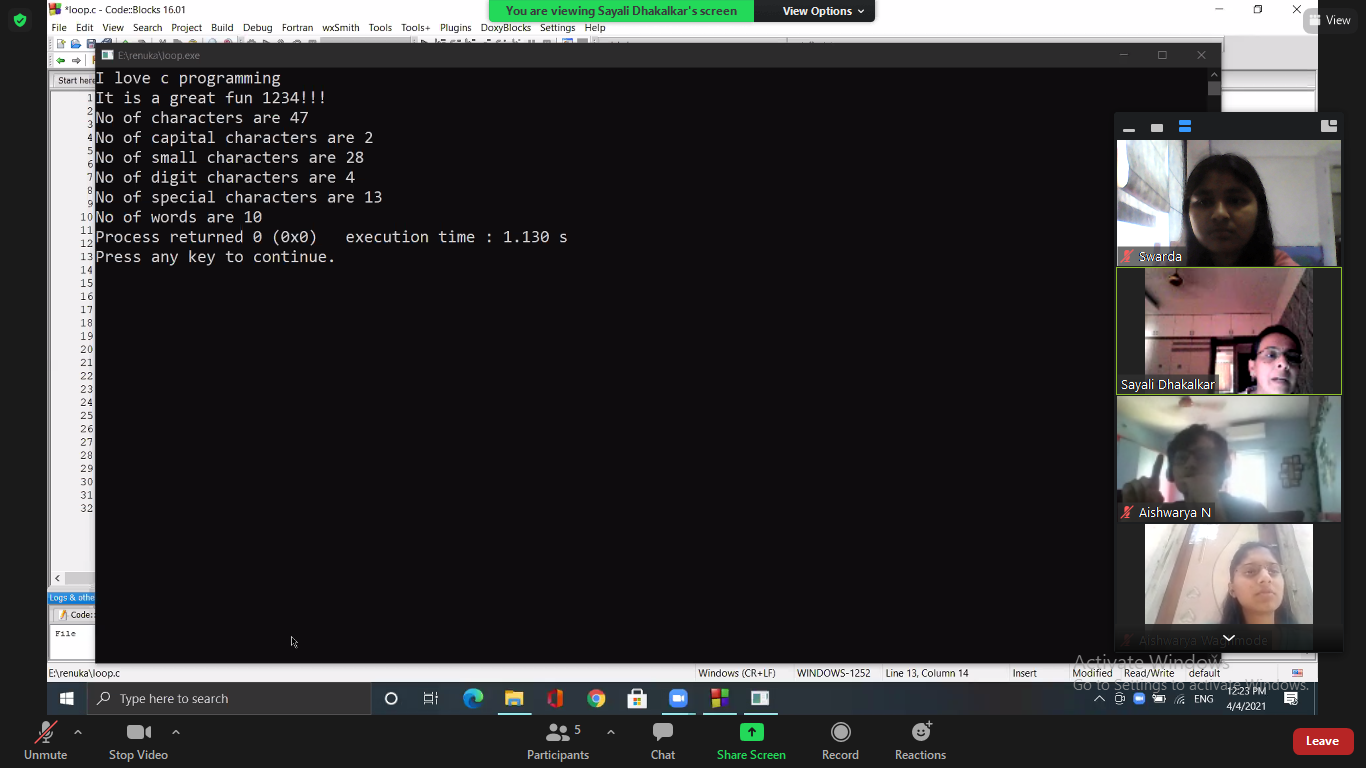 *loop.c - Code::Blocks 16.01
You are viewing Sayali Dhakalkar's screen
View Options
View
File Edit View Search Project Build Debug Fortran wxSmith Tools Tools+ Plugins DoxyBlocks Settings Help
E:\renuka\loop.exe
Start here
I love c programming
It is a great fun 1234!!!
No of characters are 47
No of capital characters are 2
No of small characters are 28
No of digit characters are 4
No of special characters are 13
No of words are 10
Process returned 0 (0x0)   execution time : 1.130 s
Press any key to continue.
1
2
3
4
5
6
7
8
9
10
11
12
13
14
15
16
17
18
19
20
21
22
23
24
25
26
27
28
29
30
31
32
Swarda
Sayali Dhakalkar
Aishwarya N
Aishwarya Waghmode
Logs & othe
Code::
File
E:\renuka\loop.c
Windows (CR+LF) WINDOWS-1252 Line 13, Column 14 Insert Modified Read/Write default
Activate Windows
Go to Settings to activate Windows.
Type here to search
ENG
12:23 PM
4/4/2021
Unmute
Stop Video
Participants 5
Chat
Share Screen
Record
Reactions
Leave